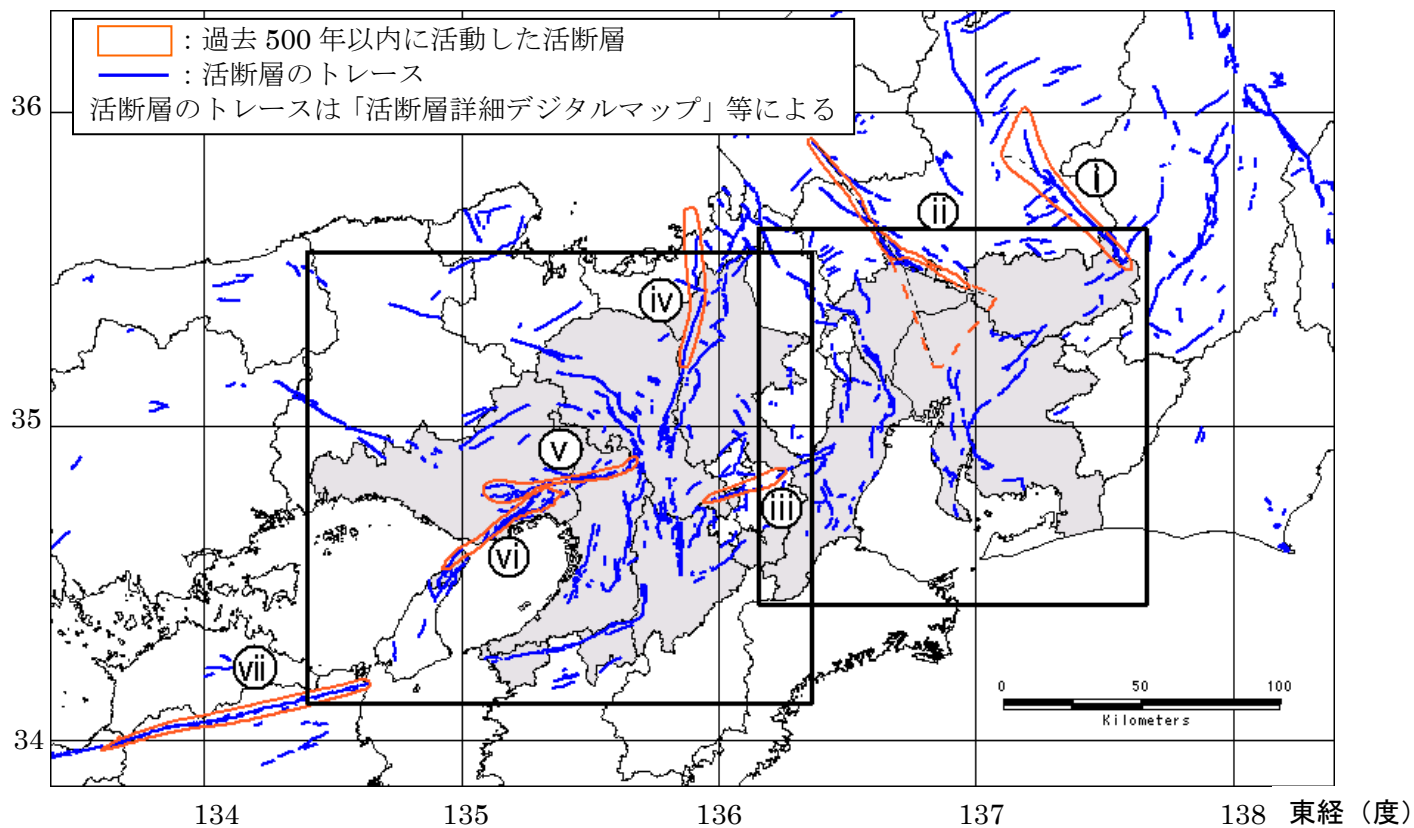 ：過去 500 年以内に活動した活断層
：活断層のトレース
活断層のトレースは「活断層詳細デジタルマップ」等による
36
i
ii
iv
35
v
iii
vi
vii
0 50 100
Kilometers
34
134 135 136 137 138 東経（度）